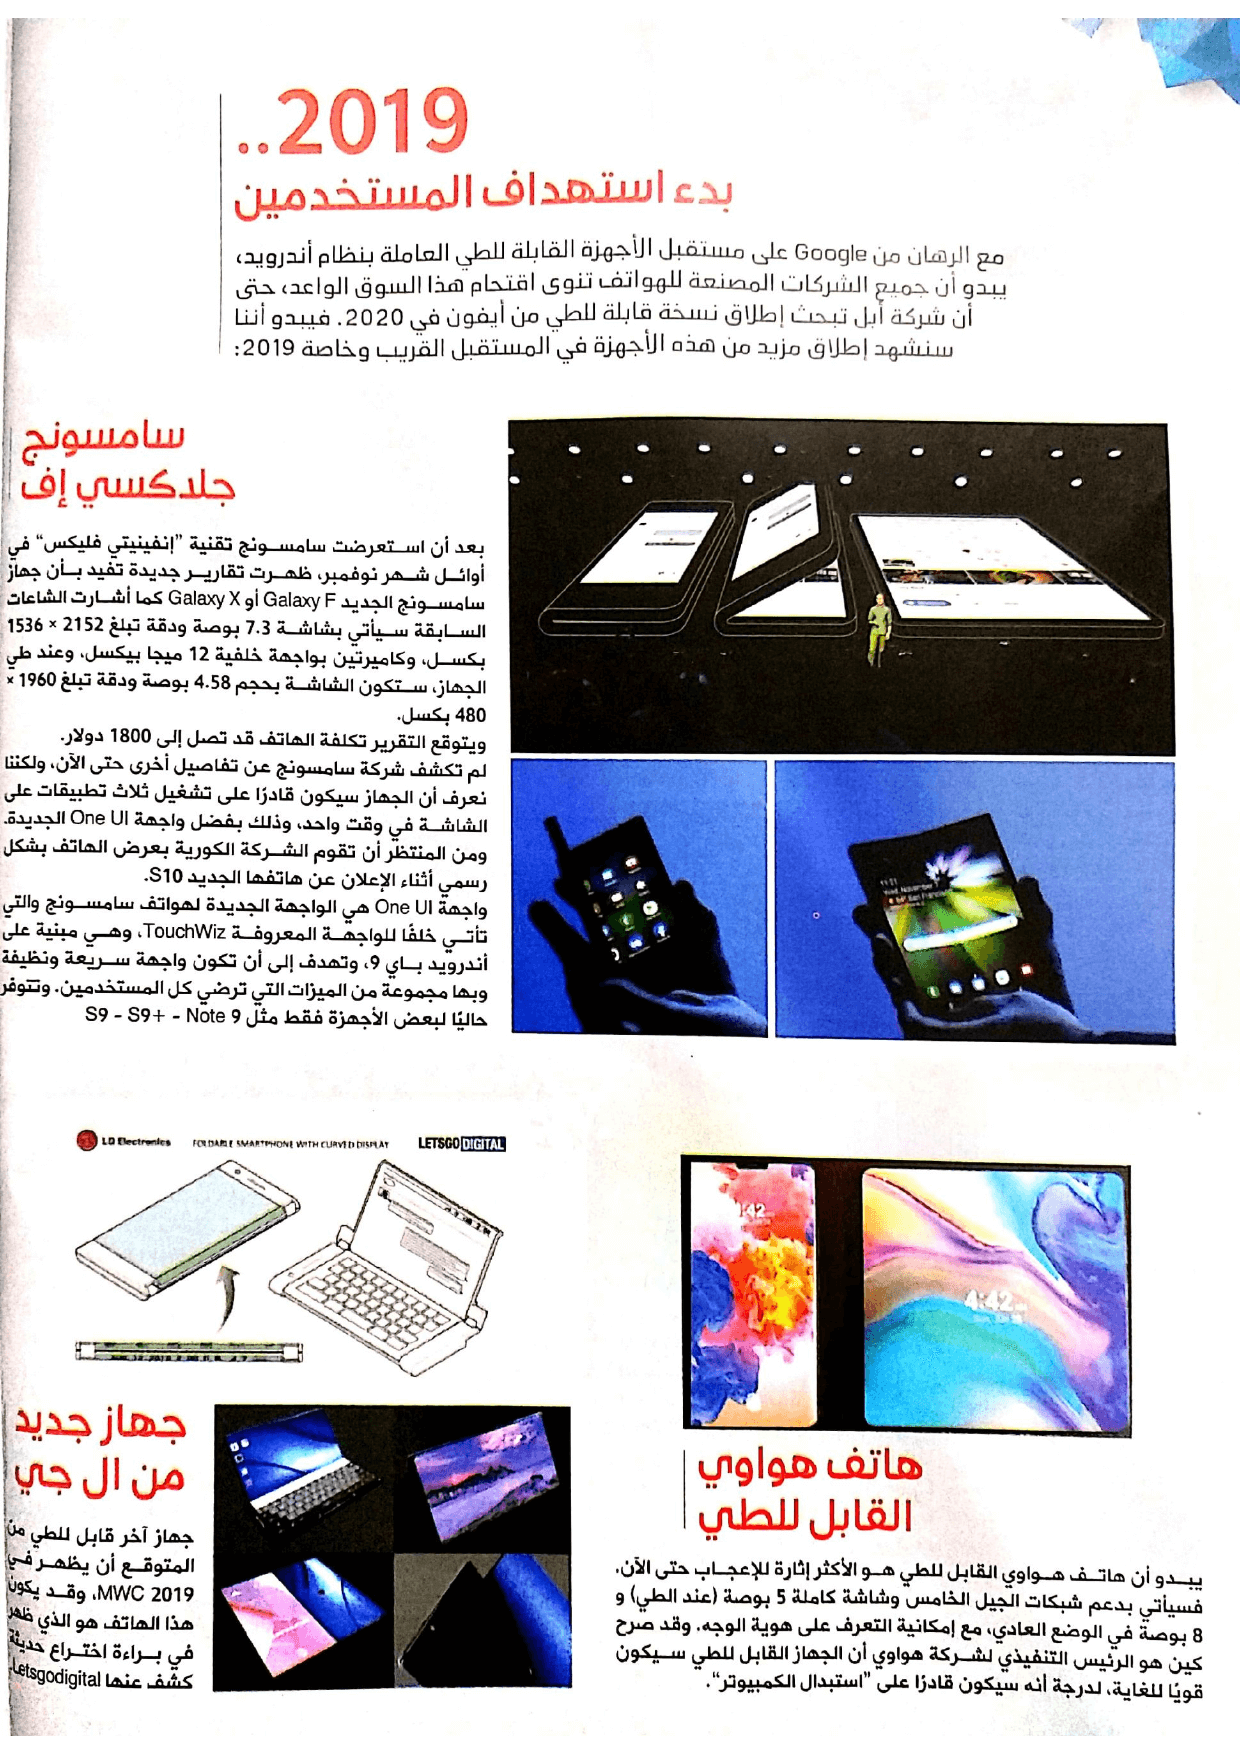 2019..
بدء استهداف المستخدمين
مع الرهان من Google على مستقبل الأجهزة القابلة للطي العاملة بنظام أندرويد،
يبدو أن جميع الشركات المصنعة للهواتف تنوى اقتحام هذا السوق الواعد، حتى
أن شركة أبل تبحث إطلاق نسخة قابلة للطي من أيفون في 2020. فيبدو أننا
سنشهد إطلاق مزيد من هذه الأجهزة في المستقبل القريب وخاصة 2019:
سامسونج
جلاكسي إف
بعد أن استعرضت سامسونج تقنية "إنفينيتي فليكس" في
أوائل شهر نوفمبر، ظهرت تقارير جديدة تفيد بأن جهاز
سامسونج الجديد Galaxy F أو Galaxy X كما أشارت الشاعات
السابقة سيأتي بشاشة 7.3 بوصة ودقة تبلغ 2152 × 1536
بكسل، وكاميرتين بواجهة خلفية 12 ميجا بيكسل، وعند طي
الجهاز، ستكون الشاشة بحجم 4.58 بوصة ودقة تبلغ 1960 ×
480 بكسل.
ويتوقع التقرير تكلفة الهاتف قد تصل إلى 1800 دولار.
لم تكشف شركة سامسونج عن تفاصيل أخرى حتى الآن، ولكننا
نعرف أن الجهاز سيكون قادرًا على تشغيل ثلاث تطبيقات على
الشاشة في وقت واحد، وذلك بفضل واجهة One UI الجديدة.
ومن المنتظر أن تقوم الشركة الكورية بعرض الهاتف بشكل
رسمي أثناء الإعلان عن هاتفها الجديد S10.
واجهة One UI هي الواجهة الجديدة لهواتف سامسونج والتي
تأتي خلفًا للواجهة المعروفة TouchWiz، وهي مبنية على
أندرويد باي 9، وتهدف إلى أن تكون واجهة سريعة ونظيفة
وبها مجموعة من الميزات التي ترضي كل المستخدمين. وتتوفر
حاليًا لبعض الأجهزة فقط مثل S9 - S9+ - Note 9
LG Electronics FOLDABLE SMARTPHONE WITH CURVED DISPLAY LETSGODIGITAL
4:42
هاتف هواوي
القابل للطي
يبدو أن هاتف هواوي القابل للطي هو الأكثر إثارة للإعجاب حتى الآن.
فسيأتي بدعم شبكات الجيل الخامس وشاشة كاملة 5 بوصة (عند الطي) و
8 بوصة في الوضع العادي، مع إمكانية التعرف على هوية الوجه. وقد صرح
كين هو الرئيس التنفيذي لشركة هواوي أن الجهاز القابل للطي سيكون
قويًا للغاية، لدرجة أنه سيكون قادرًا على "استبدال الكمبيوتر".
جهاز جديد
من ال جي
جهاز آخر قابل للطي من
المتوقع أن يظهر في
MWC 2019، وقد يكون
هذا الهاتف هو الذي ظهر
في براءة اختراع حديثة
كشف عنها Letsgodigital.